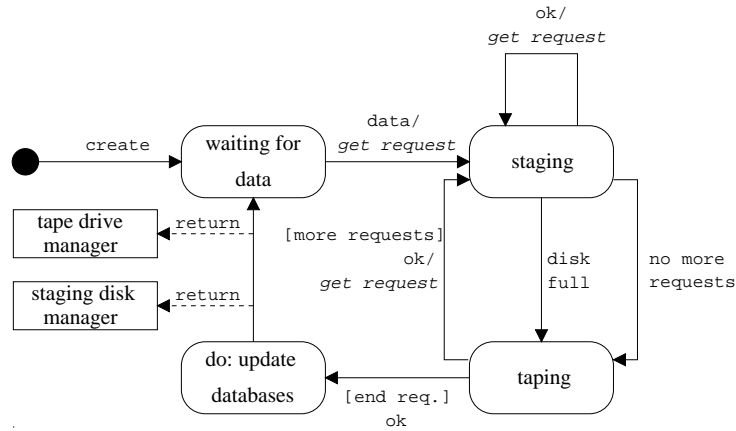 ok/
get request
create
waiting for
data
data/
get request
staging
tape drive
manager
return
[more requests]
ok/
get request
disk
full
no more
requests
staging disk
manager
return
do: update
databases
[end req.]
ok
taping